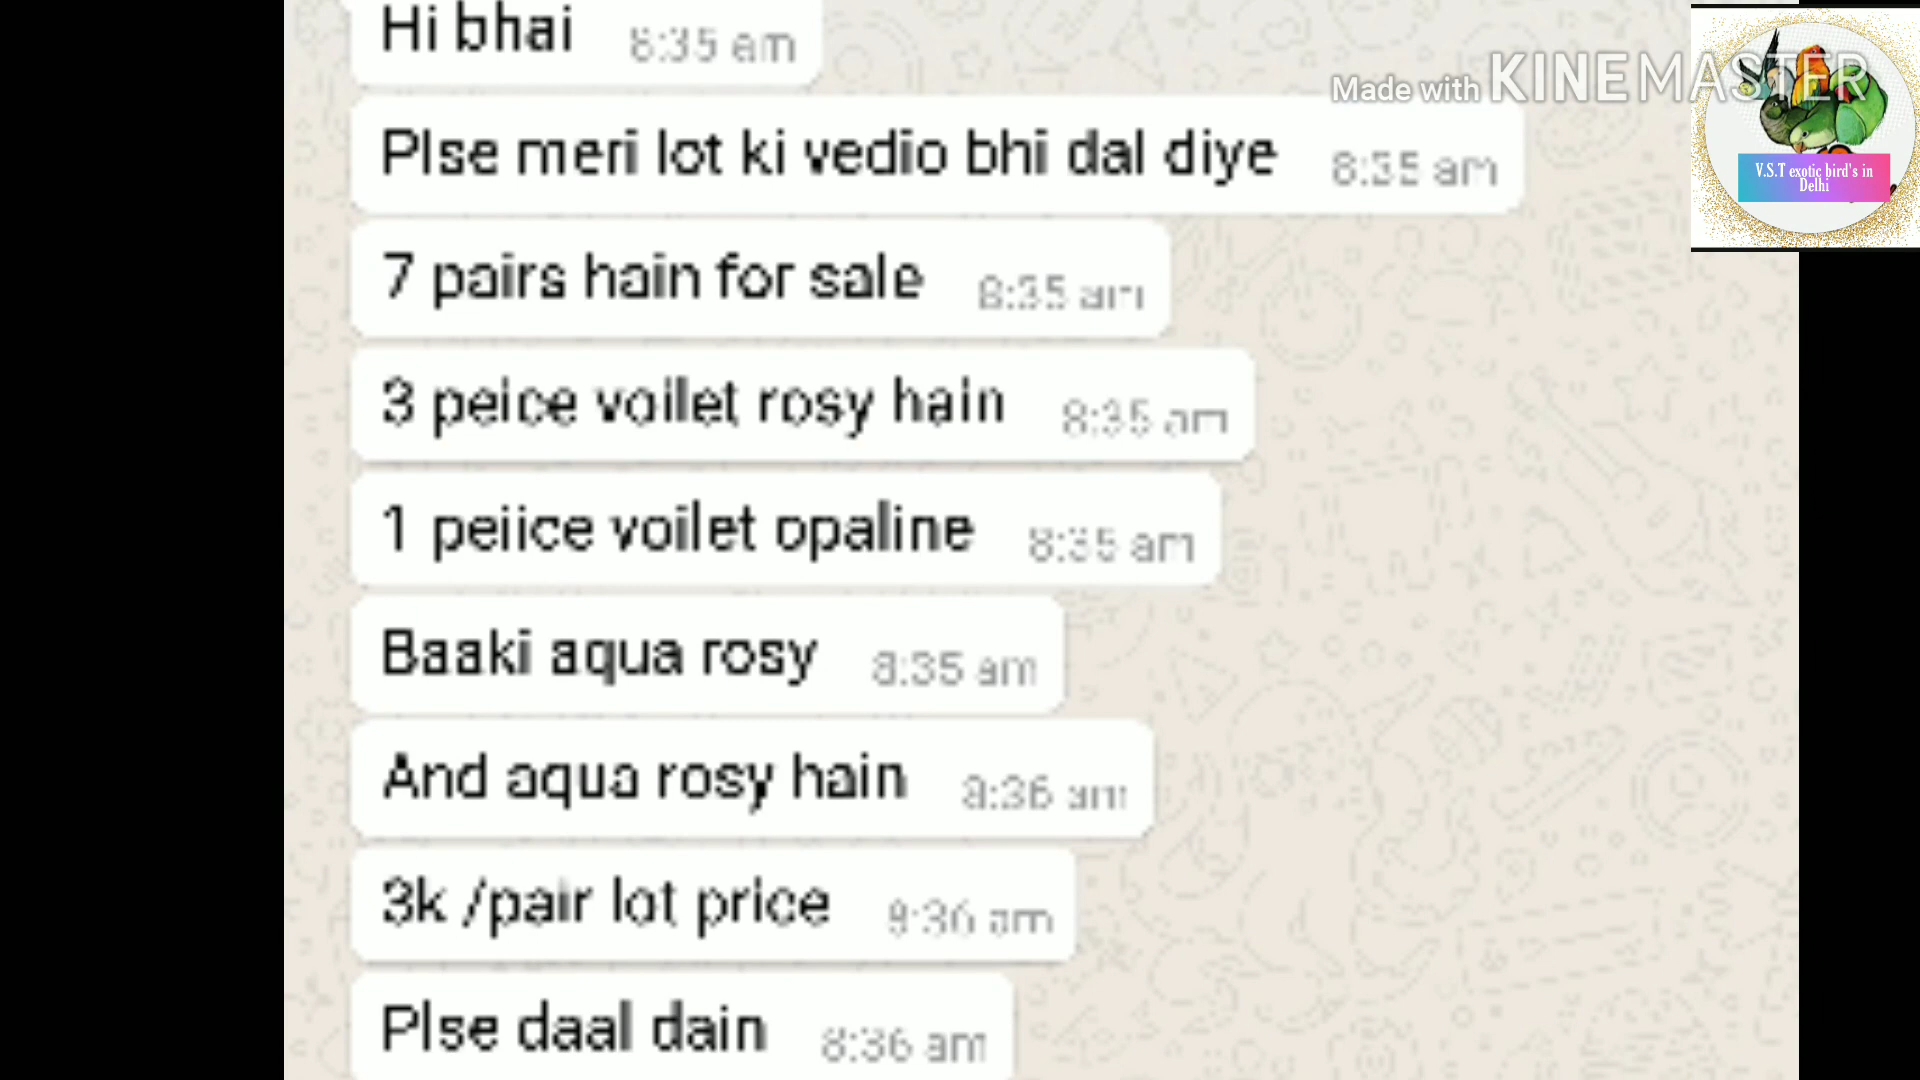 Hi bhai 8:35 am
Made with KINEMASTER
Plse meri lot ki vedio bhi dal diye 8:35 am
V.S.T exotic bird's in
Delhi
7 pairs hain for sale 8:35 am
3 peice voilet rosy hain 8:35 am
1 peiice voilet opaline 8:35 am
Baaki aqua rosy 8:35 am
And aqua rosy hain 8:36 am
3k /pair lot price 8:36 am
Plse daal dain 8:36 am